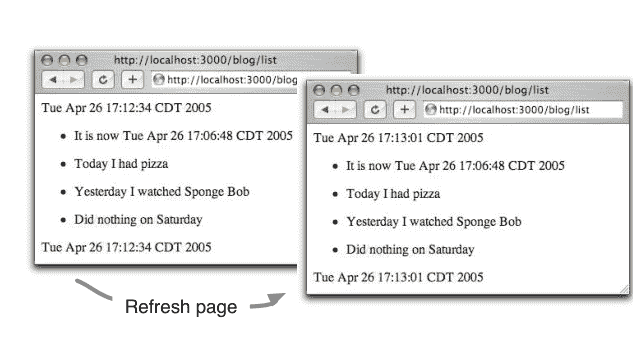 http://localhost:3000/blog/list
http://localhost:3000/blog
Tue Apr 26 17:12:34 CDT 2005
• It is now Tue Apr 26 17:06:48 CDT 2005
• Today I had pizza
• Yesterday I watched Sponge Bob
• Did nothing on Saturday
Tue Apr 26 17:12:34 CDT 2005
http://localhost:3000/blog/list
http://localhost:3000/blog/list
Tue Apr 26 17:13:01 CDT 2005
• It is now Tue Apr 26 17:06:48 CDT 2005
• Today I had pizza
• Yesterday I watched Sponge Bob
• Did nothing on Saturday
Tue Apr 26 17:13:01 CDT 2005
Refresh page